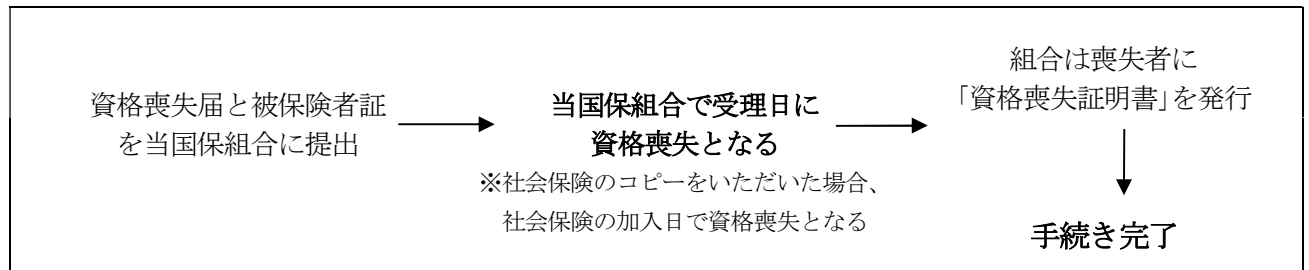 資格喪失届と被保険者証
を当国保組合に提出
当国保組合で受理日に
資格喪失となる
※社会保険のコピーをいただいた場合、
社会保険の加入日で資格喪失となる
組合は喪失者に
「資格喪失証明書」を発行
手続き完了